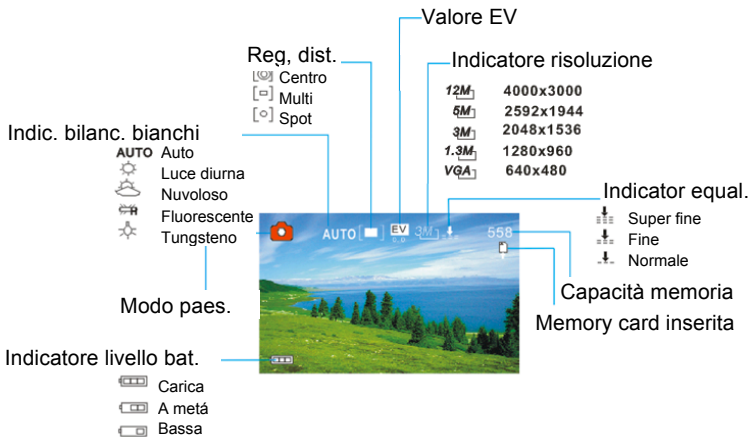 Valore EV
Reg, dist.
Centro
Multi
Spot
Indicatore risoluzione
12M 4000x3000
5M 2592x1944
3M 2048x1536
1.3M 1280x960
VGA 640x480
Indic. bilanc. bianchi
AUTO Auto
Luce diurna
Nuvoloso
Fluorescente
Tungsteno
Indicator equal.
Super fine
Fine
Normale
AUTO EV 0.0 3M 558
Modo paes.
Capacità memoria
Memory card inserita
Indicatore livello bat.
Carica
A metá
Bassa